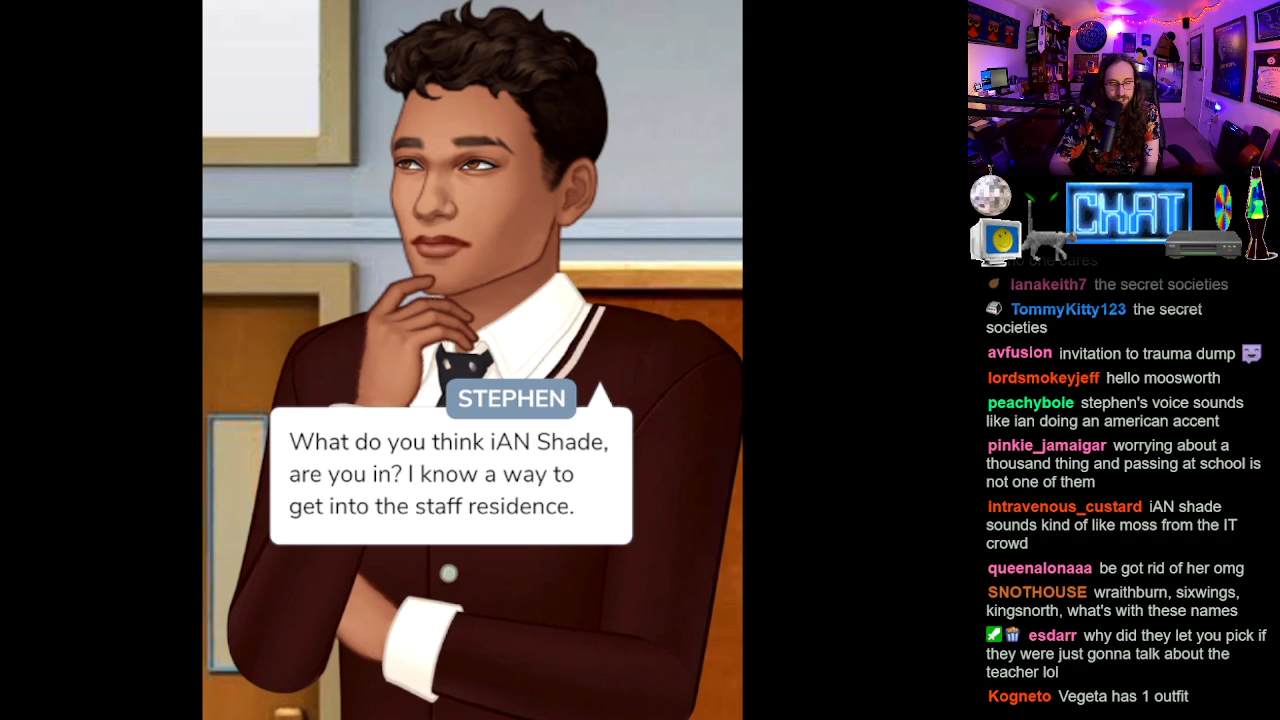 STEPHEN
What do you think iAN Shade,
are you in? I know a way to
get into the staff residence.
CHAT
no one cares
lanakeith7 the secret societies
TommyKitty123 the secret
societies
avfusion invitation to trauma dump
lordsmokeyjeff hello moosworth
peachybole stephen's voice sounds
like ian doing an american accent
pinkie_jamaigar worrying about a
thousand thing and passing at school is
not one of them
Intravenous_custard iAN shade
sounds kind of like moss from the IT
crowd
queenalonaaa be got rid of her omg
SNOTHOUSE wraithburn, sixwings,
kingsnorth, what's with these names
esdarr why did they let you pick if
they were just gonna talk about the
teacher lol
Kogneto Vegeta has 1 outfit